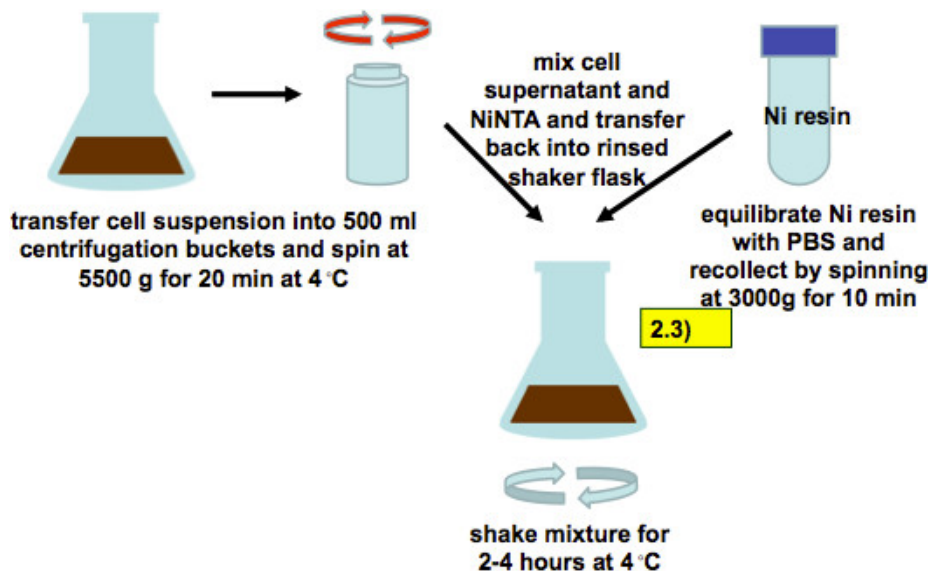 mix cell
supernatant and
NiNTA and transfer
back into rinsed
shaker flask
Ni resin
transfer cell suspension into 500 ml
centrifugation buckets and spin at
5500 g for 20 min at 4 °C
equilibrate Ni resin
with PBS and
recollect by spinning
at 3000g for 10 min
2.3)
shake mixture for
2-4 hours at 4 °C